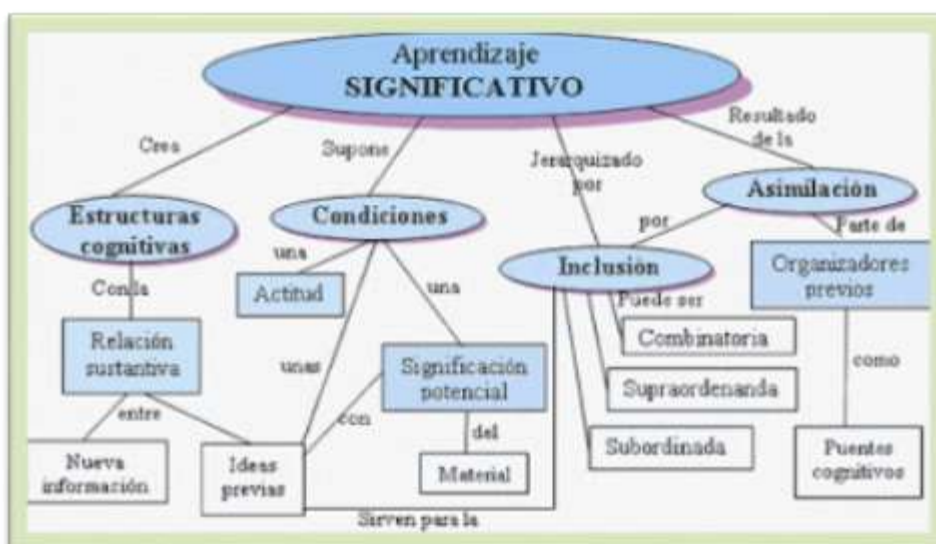 Aprendizaje
SIGNIFICATIVO
Crea
Supone
Jerarquizado
por
Resultado
de la
Estructuras
cognitivas
Condiciones
Asimilación
por
Parte de
Inclusión
Organizadores
previos
una
Actitud
Con la
una
Puede ser
Combinatoria
Relación
sustantiva
unas
Significación
potencial
como
Supraordenanda
entre
con
del
Subordinada
Nueva
información
Ideas
previas
Material
Puentes
cognitivos
Sirven para la